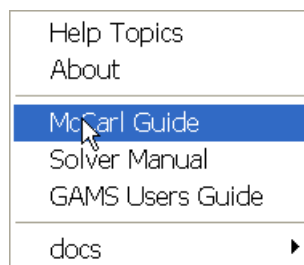 Help Topics
About
McCarl Guide
Solver Manual
GAMS Users Guide
docs